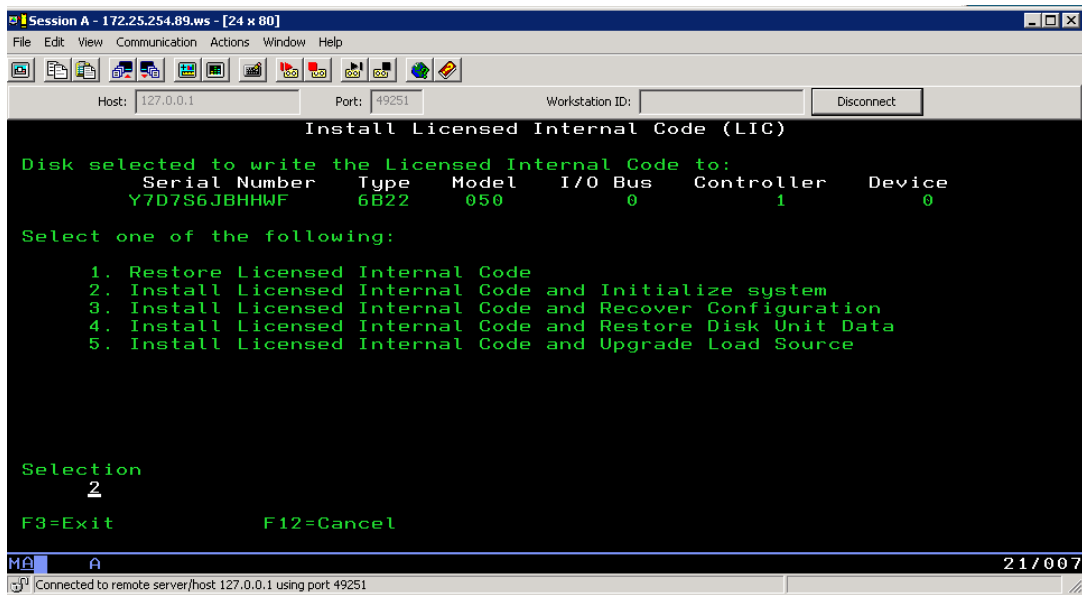 Session A - 172.25.254.89.ws - [24 x 80]
File Edit View Communication Actions Window Help
Host: 127.0.0.1 Port: 49251 Workstation ID: Disconnect
Install Licensed Internal Code (LIC)
Disk selected to write the Licensed Internal Code to:
Serial Number Type Model I/O Bus Controller Device
Y7D7S6JBHHWF 6B22 050 0 1 0
Select one of the following:
1. Restore Licensed Internal Code
2. Install Licensed Internal Code and Initialize system
3. Install Licensed Internal Code and Recover Configuration
4. Install Licensed Internal Code and Restore Disk Unit Data
5. Install Licensed Internal Code and Upgrade Load Source
Selection
2
F3=Exit F12=Cancel
MA A 21/007
Connected to remote server/host 127.0.0.1 using port 49251